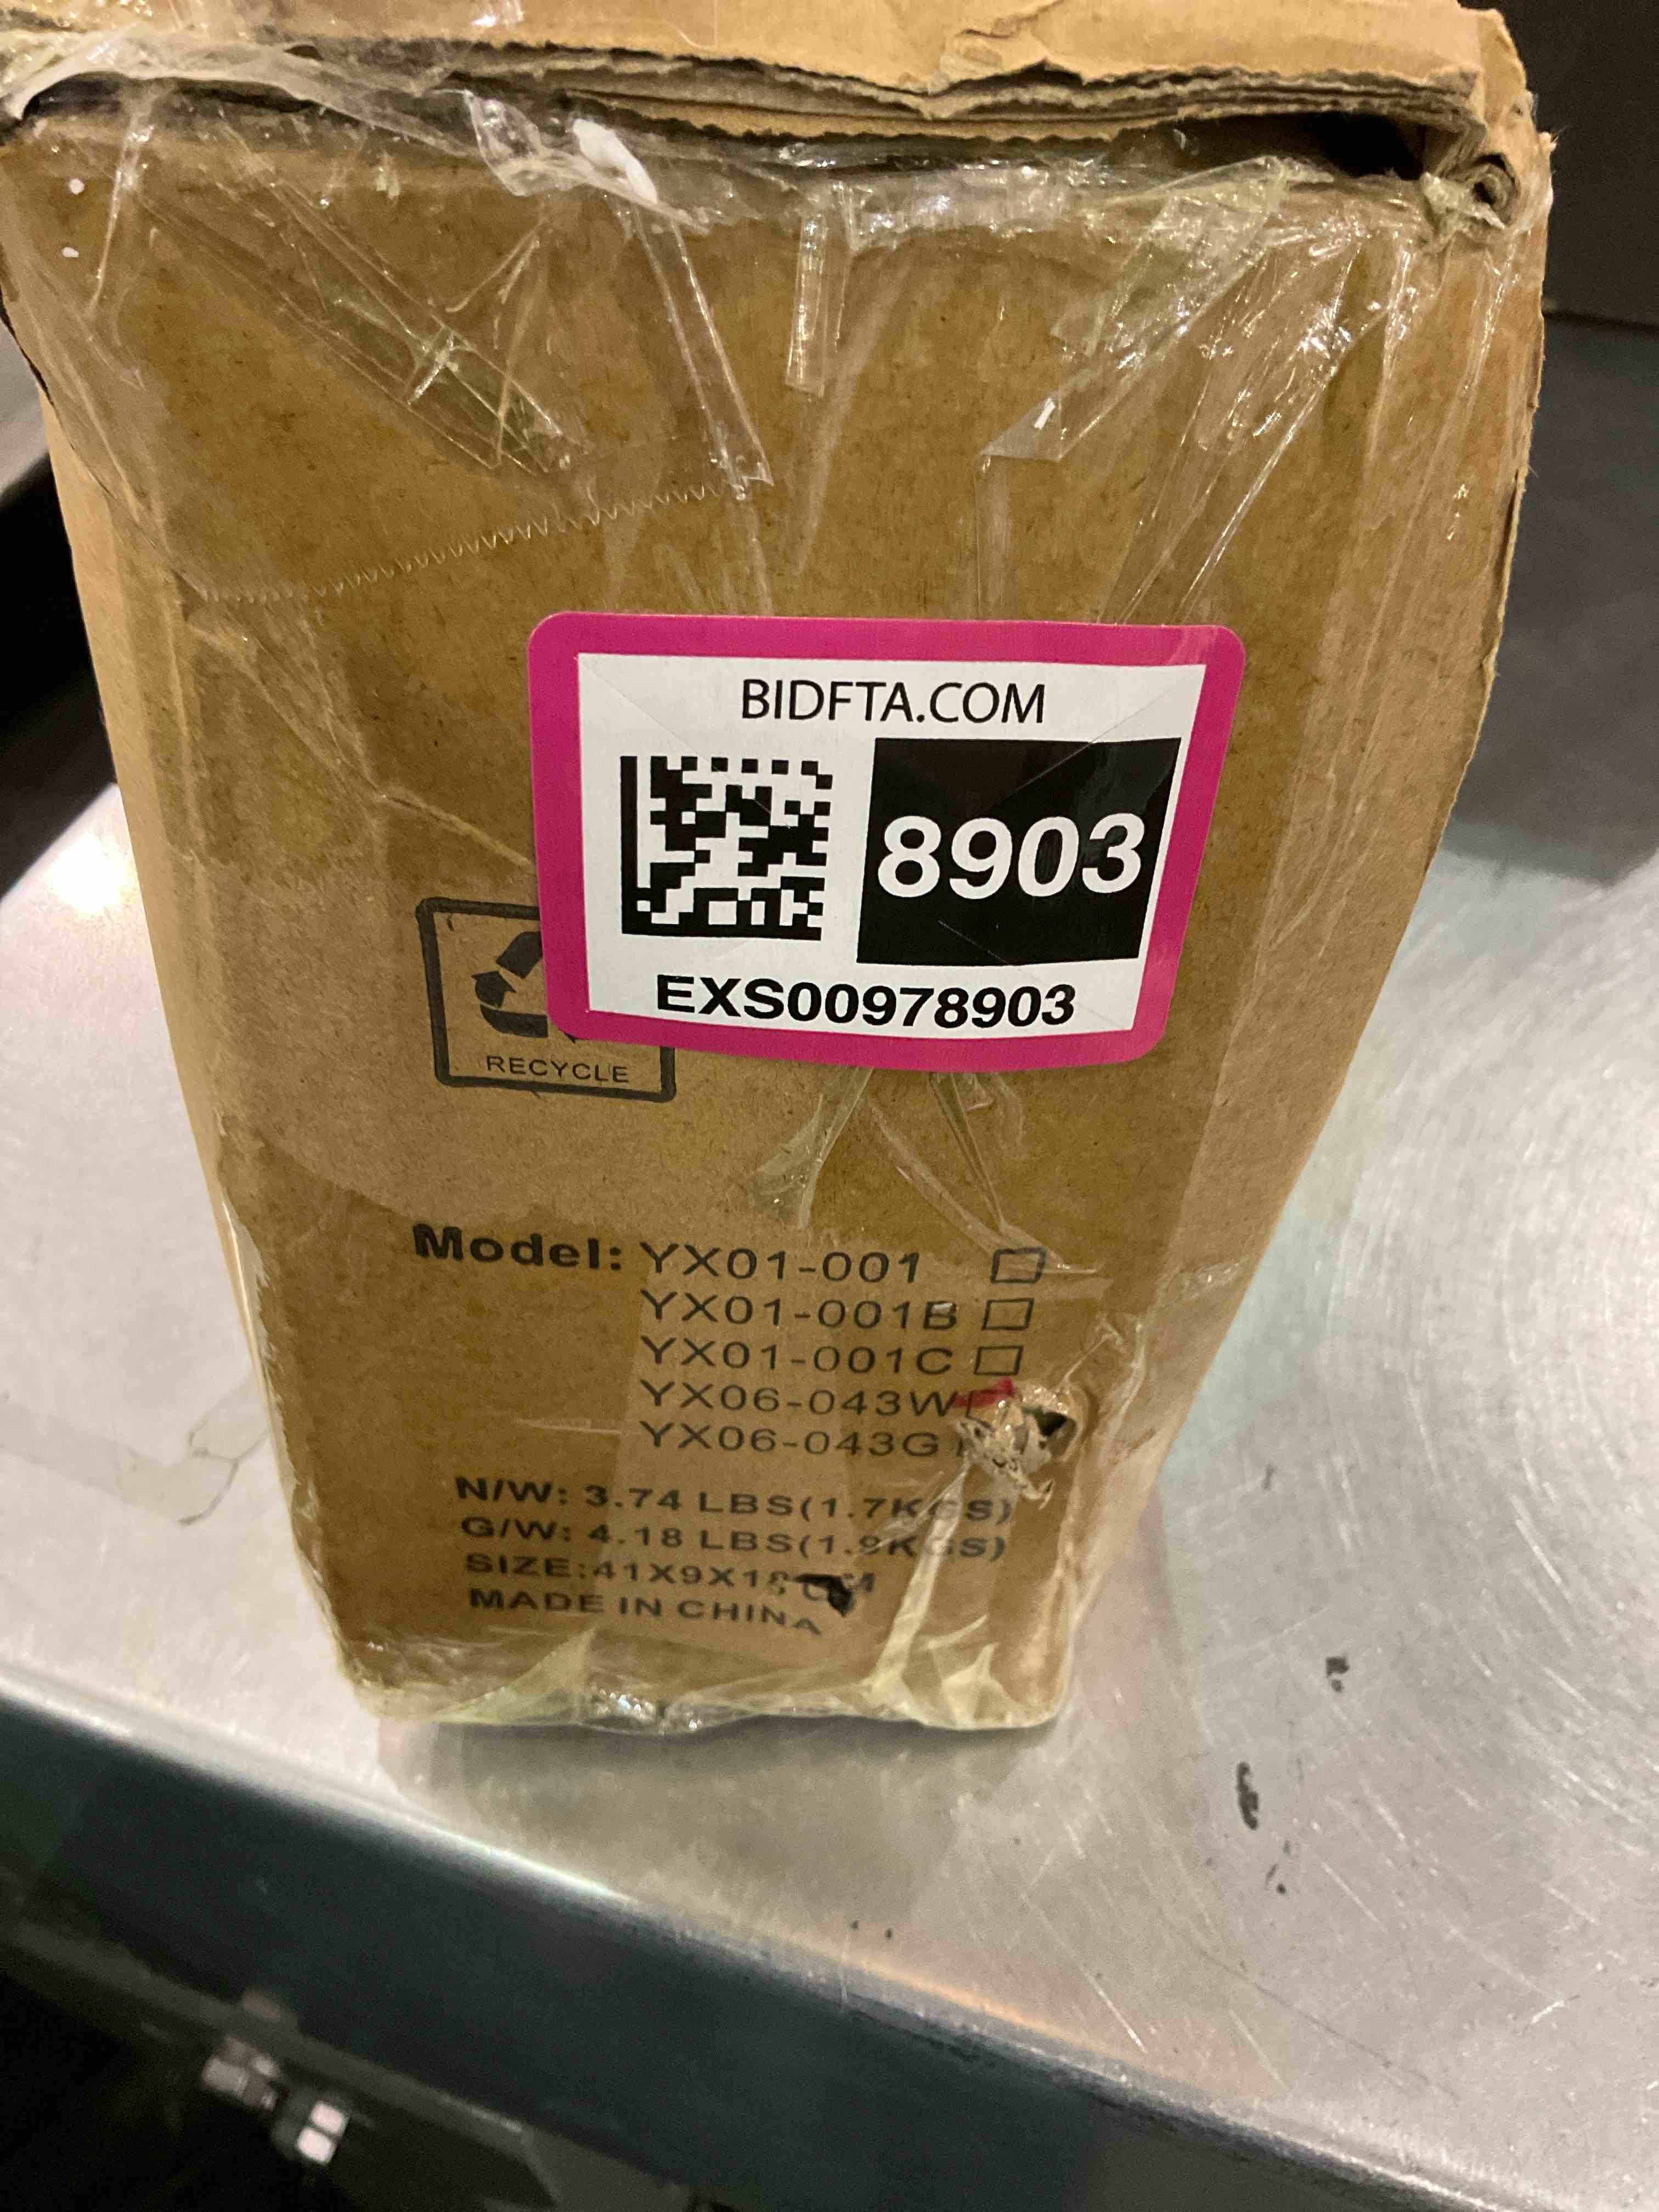 BIDFTA.COM
8903
EXS00978903
RECYCLE
Model: YX01-001
YX01-001B
YX01-001C
YX06-043W
YX06-043G
N/W: 3.74 LBS(1.7KGS)
G/W: 4.18 LBS(1.9KGS)
MADE IN CHINA